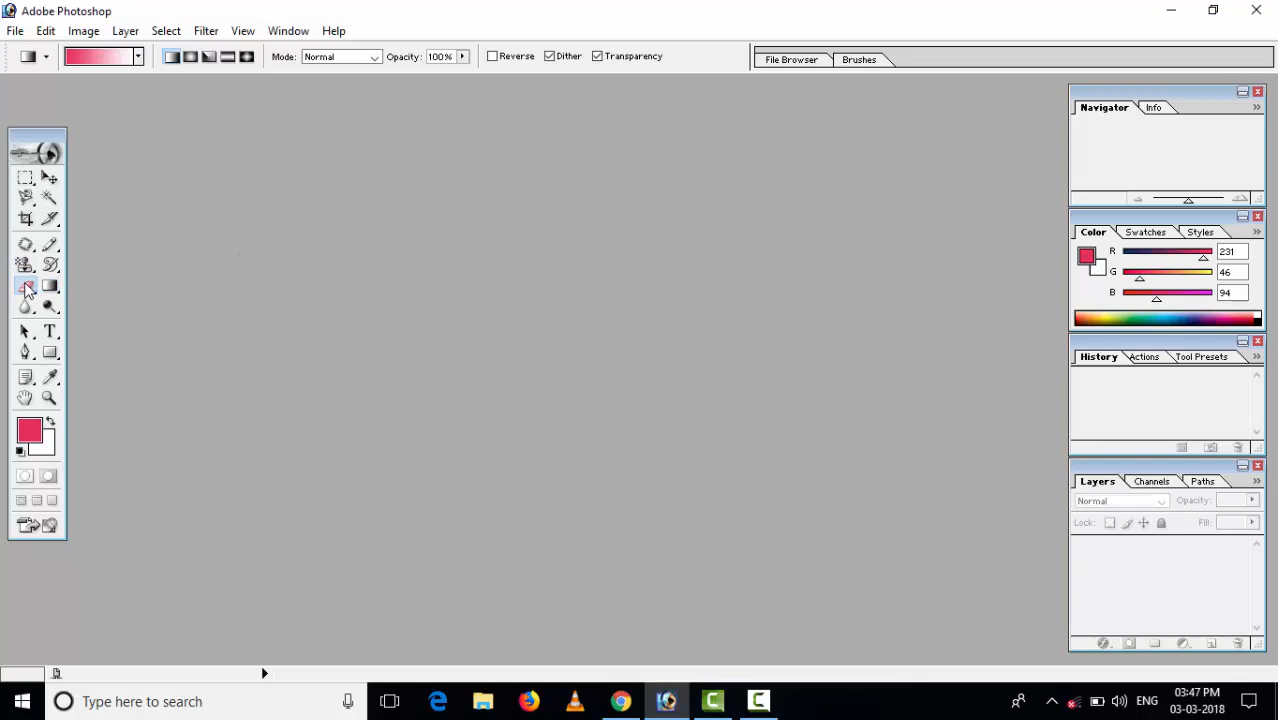 Adobe Photoshop
File Edit Image Layer Select Filter View Window Help
Mode: Normal Opacity: 100% Reverse Dither Transparency File Browser Brushes
Navigator Info
Color Swatches Styles
R 231
G 46
B 94
History Actions Tool Presets
Layers Channels Paths
Normal Opacity:
Lock: Fill:
T
Type here to search
ENG
03:47 PM
03-03-2018